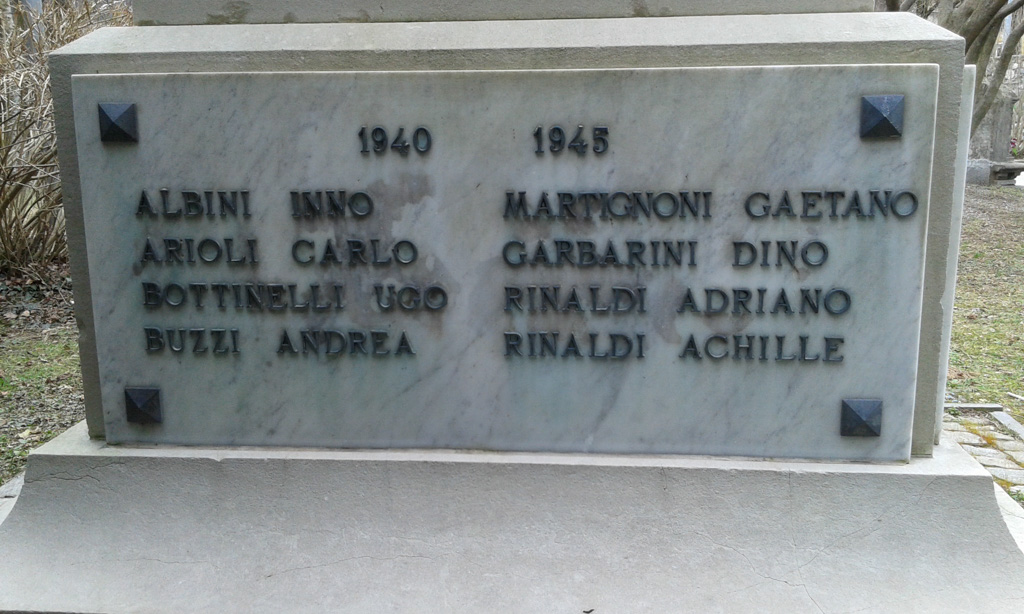 1940 1945
ALBINI INNO MARTIGNONI GAETANO
ARIOLI CARLO GARBARINI DINO
BOTTINELLI UGO RINALDI ADRIANO
BUZZI ANDREA RINALDI ACHILLE